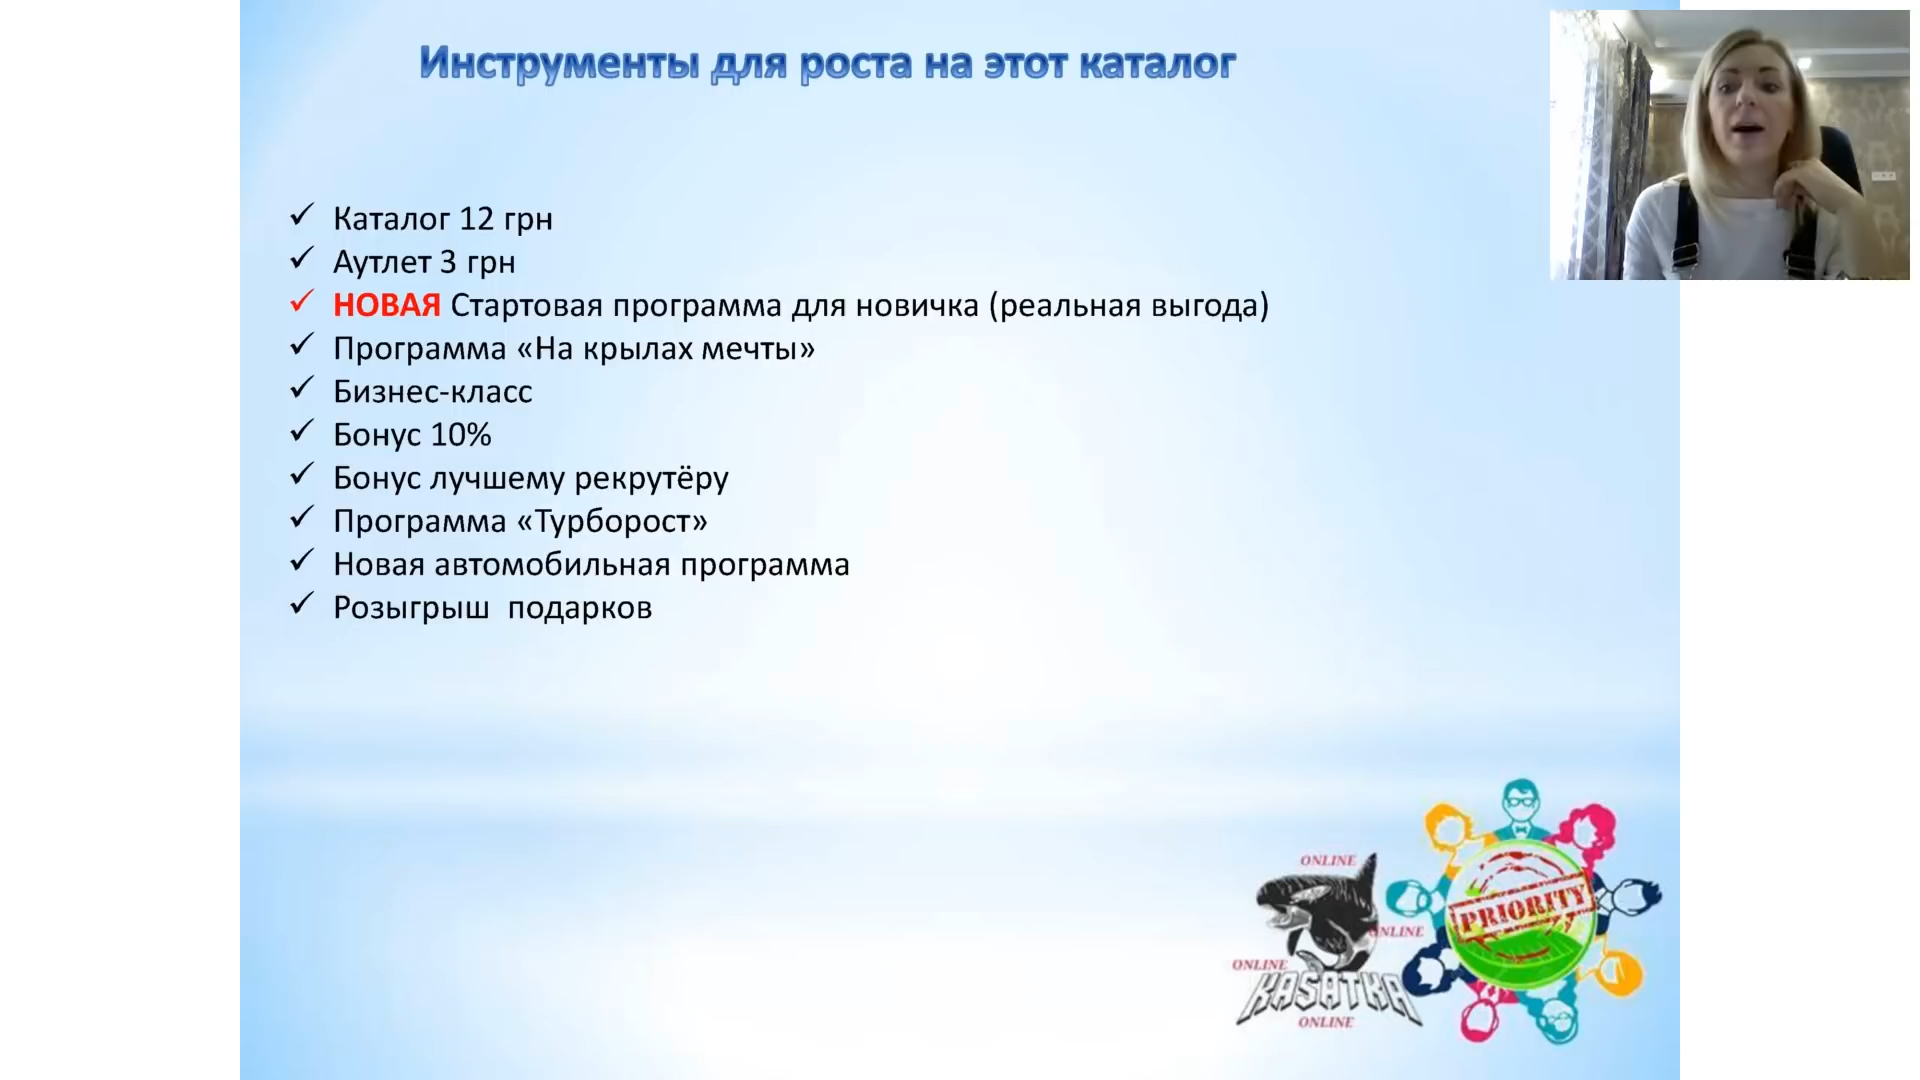 Инструменты для роста на этот каталог
Каталог 12 грн
Аутлет 3 грн
НОВАЯ Стартовая программа для новичка (реальная выгода)
Программа «На крылах мечты»
Бизнес-класс
Бонус 10%
Бонус лучшему рекрутёру
Программа «Турборост»
Новая автомобильная программа
Розыгрыш  подарков
ONLINE
PRIORITY
ONLINE
ONLINE
KASATKA
ONLINE